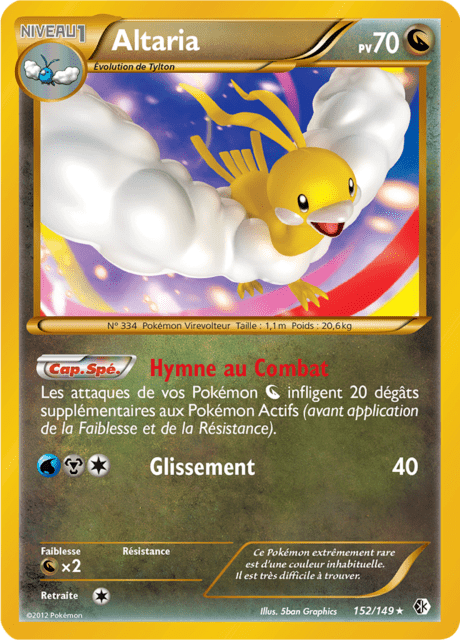 NIVEAU 1
Altaria
PV 70
Évolution de Tylton
N° 334 Pokémon Virevolteur Taille : 1,1 m Poids : 20,6 kg
Cap. Spé. Hymne au Combat
Les attaques de vos Pokémon infligent 20 dégâts
supplémentaires aux Pokémon Actifs (avant application
de la Faiblesse et de la Résistance).
Glissement 40
Faiblesse Résistance
×2
Retraite
Ce Pokémon extrêmement rare
est d'une couleur inhabituelle.
Il est très difficile à trouver.
©2012 Pokémon
Illus. 5ban Graphics 152/149 ★